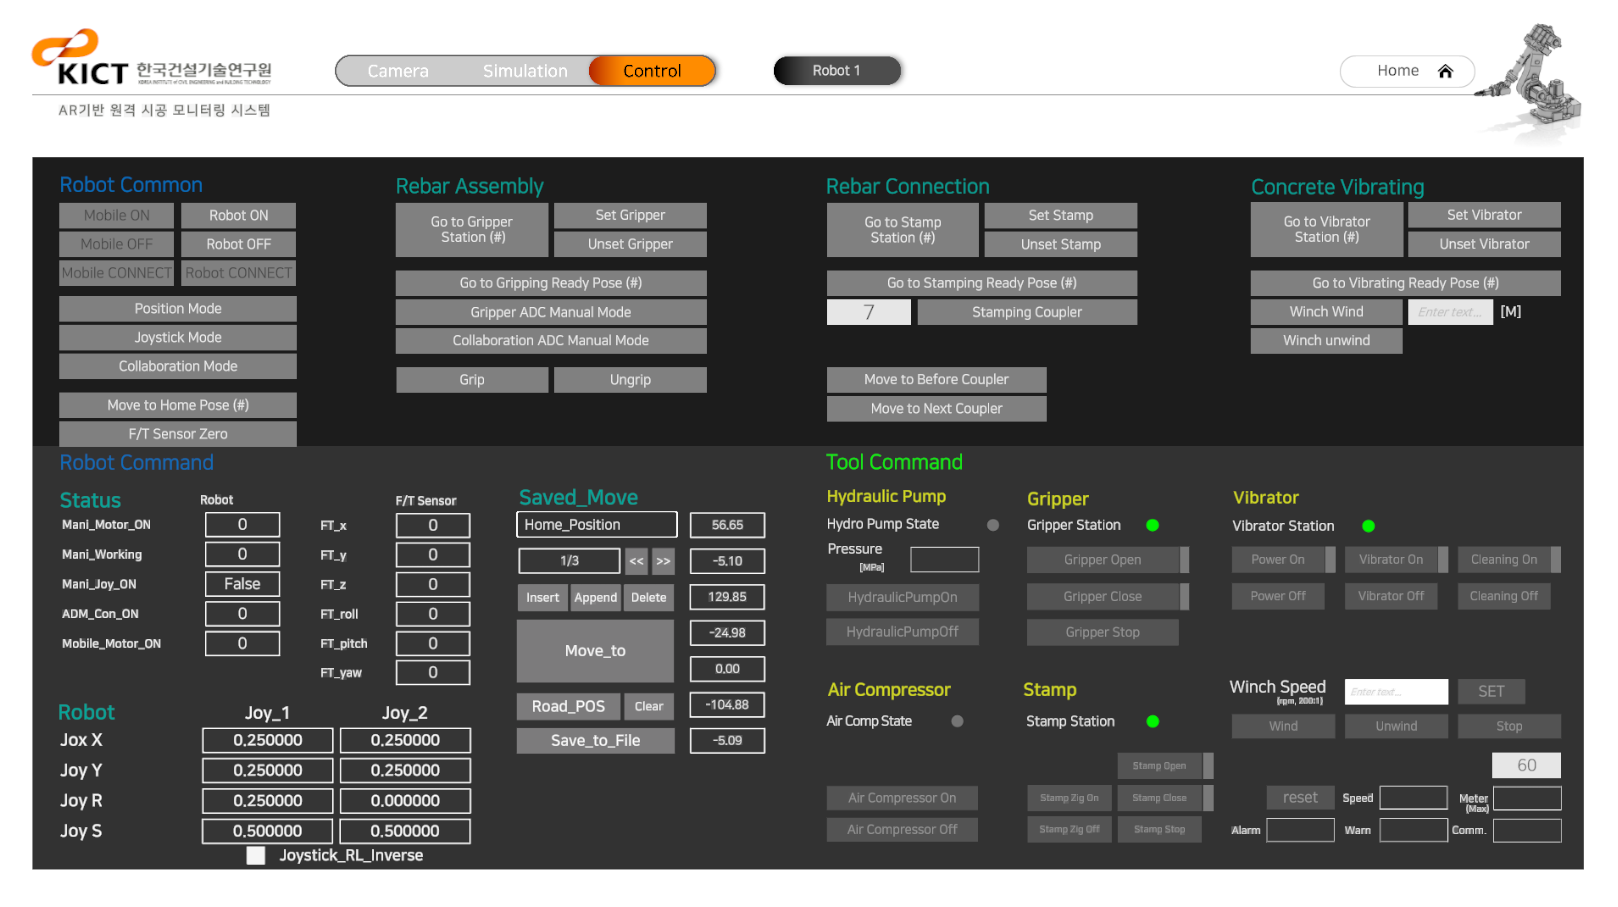 KICT 한국건설기술연구원
KOREA INSTITUTE of CIVIL ENGINEERING and BUILDING TECHNOLOGY
AR기반 원격 시공 모니터링 시스템
Camera Simulation Control
Robot 1
Home
Robot Common
Mobile ON Robot ON
Mobile OFF Robot OFF
Mobile CONNECT Robot CONNECT
Position Mode
Joystick Mode
Collaboration Mode
Move to Home Pose (#)
F/T Sensor Zero
Rebar Assembly
Go to Gripper
Station (#)
Set Gripper
Unset Gripper
Go to Gripping Ready Pose (#)
Gripper ADC Manual Mode
Collaboration ADC Manual Mode
Grip Ungrip
Rebar Connection
Go to Stamp
Station (#)
Set Stamp
Unset Stamp
Go to Stamping Ready Pose (#)
7 Stamping Coupler
Move to Before Coupler
Move to Next Coupler
Concrete Vibrating
Go to Vibrator
Station (#)
Set Vibrator
Unset Vibrator
Go to Vibrating Ready Pose (#)
Winch Wind Enter text... [M]
Winch unwind
Robot Command
Status Robot F/T Sensor
Mani_Motor_ON 0 FT_x 0
Mani_Working 0 FT_y 0
Mani_Joy_ON False FT_z 0
ADM_Con_ON 0 FT_roll 0
Mobile_Motor_ON 0 FT_pitch 0
FT_yaw 0
Robot Joy_1 Joy_2
Jox X 0.250000 0.250000
Joy Y 0.250000 0.250000
Joy R 0.250000 0.000000
Joy S 0.500000 0.500000
Joystick_RL_Inverse
Saved_Move
Home_Position 56.65
1/3 << >> -5.10
Insert Append Delete 129.85
Move_to -24.98
0.00
Road_POS Clear -104.88
Save_to_File -5.09
Tool Command
Hydraulic Pump
Hydro Pump State
Pressure
[MPa]
HydraulicPumpOn
HydraulicPumpOff
Gripper
Gripper Station
Gripper Open
Gripper Close
Gripper Stop
Vibrator
Vibrator Station
Power On Vibrator On Cleaning On
Power Off Vibrator Off Cleaning Off
Air Compressor
Air Comp State
Air Compressor On
Air Compressor Off
Stamp
Stamp Station
Stamp Open
Stamp Zig On Stamp Close
Stamp Zig Off Stamp Stop
Winch Speed Enter text... SET
(rpm, 200:1)
Wind Unwind Stop
60
reset Speed Meter
(Max)
Alarm Warn Comm.